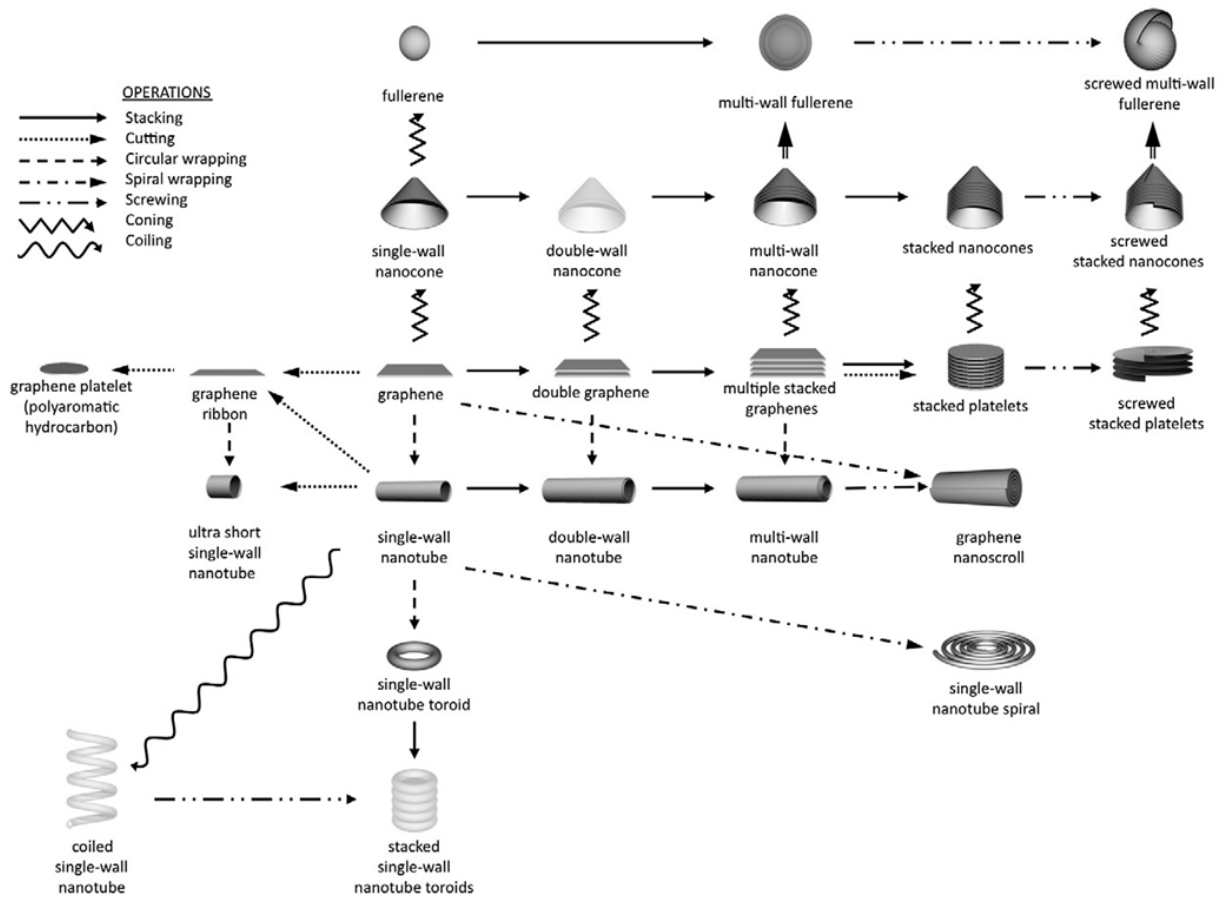 fullerene
multi-wall fullerene
screwed multi-wall
fullerene
OPERATIONS
Stacking
Cutting
Circular wrapping
Spiral wrapping
Screwing
Coning
Coiling
single-wall
nanocone
double-wall
nanocone
multi-wall
nanocone
stacked nanocones
screwed
stacked nanocones
graphene platelet
(polyaromatic
hydrocarbon)
graphene
ribbon
graphene
double graphene
multiple stacked
graphenes
stacked platelets
screwed
stacked platelets
ultra short
single-wall
nanotube
single-wall
nanotube
double-wall
nanotube
multi-wall
nanotube
graphene
nanoscroll
single-wall
nanotube toroid
single-wall
nanotube spiral
coiled
single-wall
nanotube
stacked
single-wall
nanotube toroids